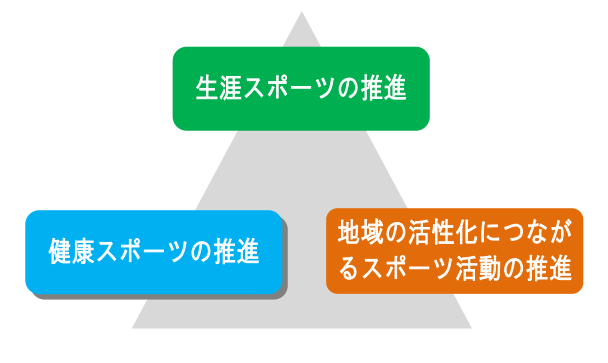 生涯スポーツの推進
健康スポーツの推進
地域の活性化につなが
るスポーツ活動の推進